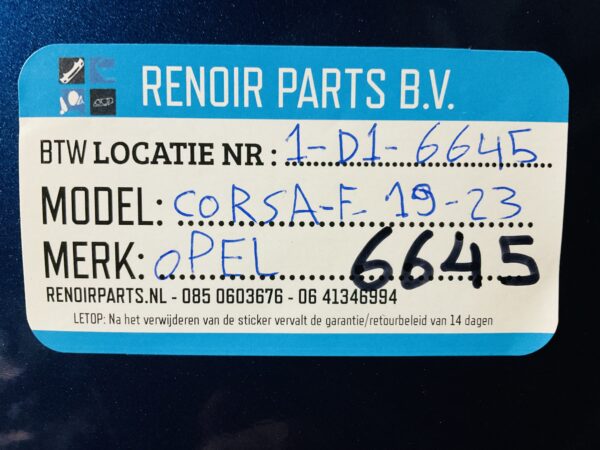 RENOIR PARTS B.V.
BTW LOCATIE NR : 1-D1-6645
MODEL: CORSA-F- 19-23
MERK: OPEL 6645
RENOIRPARTS.NL - 085 0603676 - 06 41346994
LETOP: Na het verwijderen van de sticker vervalt de garantie/retourbeleid van 14 dagen